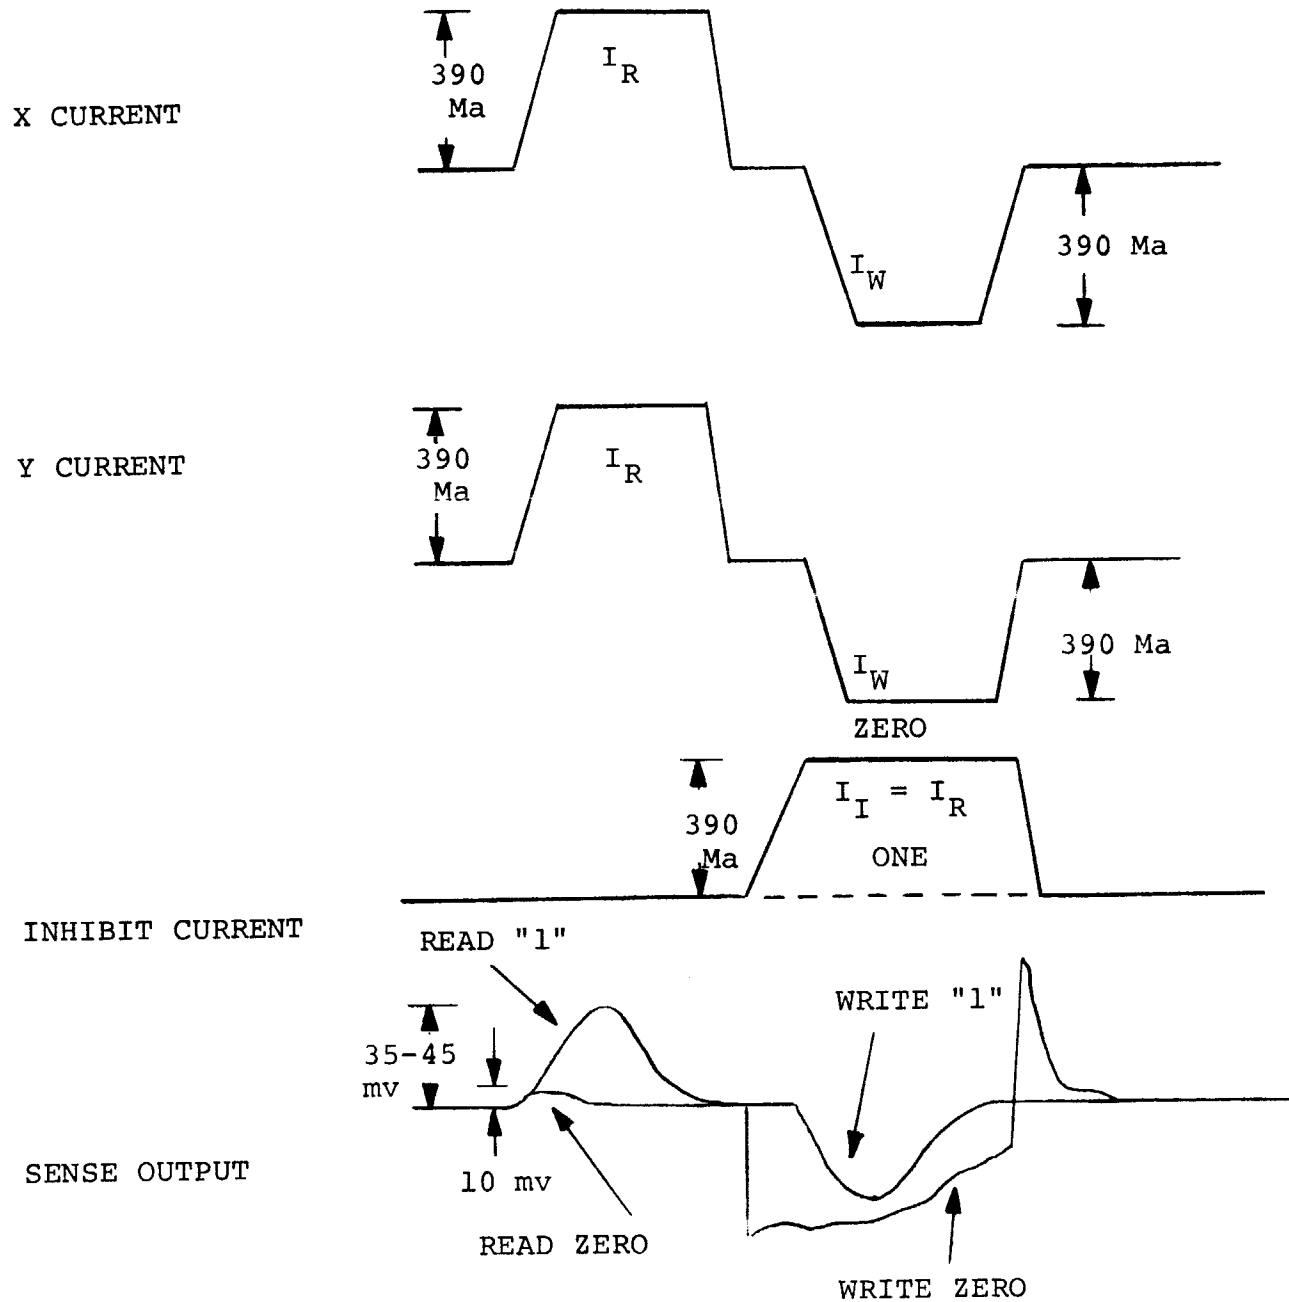 390
Ma
I_R
X CURRENT
I_W
390 Ma
Y CURRENT
390
Ma
I_R
I_W
390 Ma
ZERO
390
Ma
I_I = I_R
ONE
INHIBIT CURRENT
READ "1"
WRITE "1"
35-45
mv
10 mv
SENSE OUTPUT
READ ZERO
WRITE ZERO